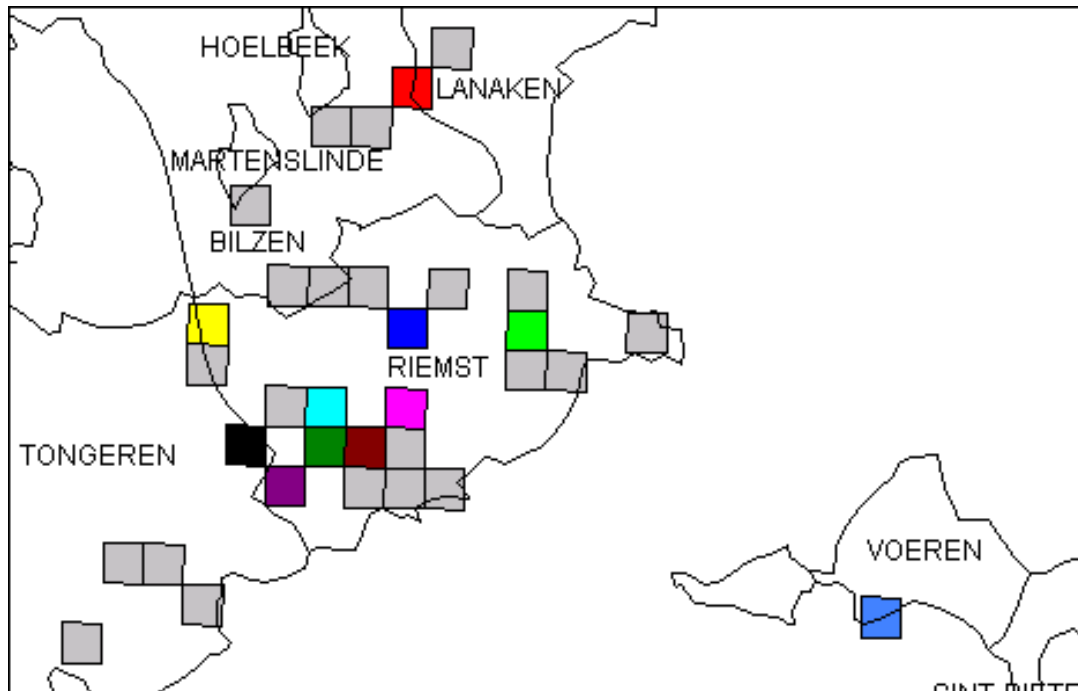 HOELBEEK
LANAKEN
MARTENSLINDE
BILZEN
RIEMST
TONGEREN
VOEREN